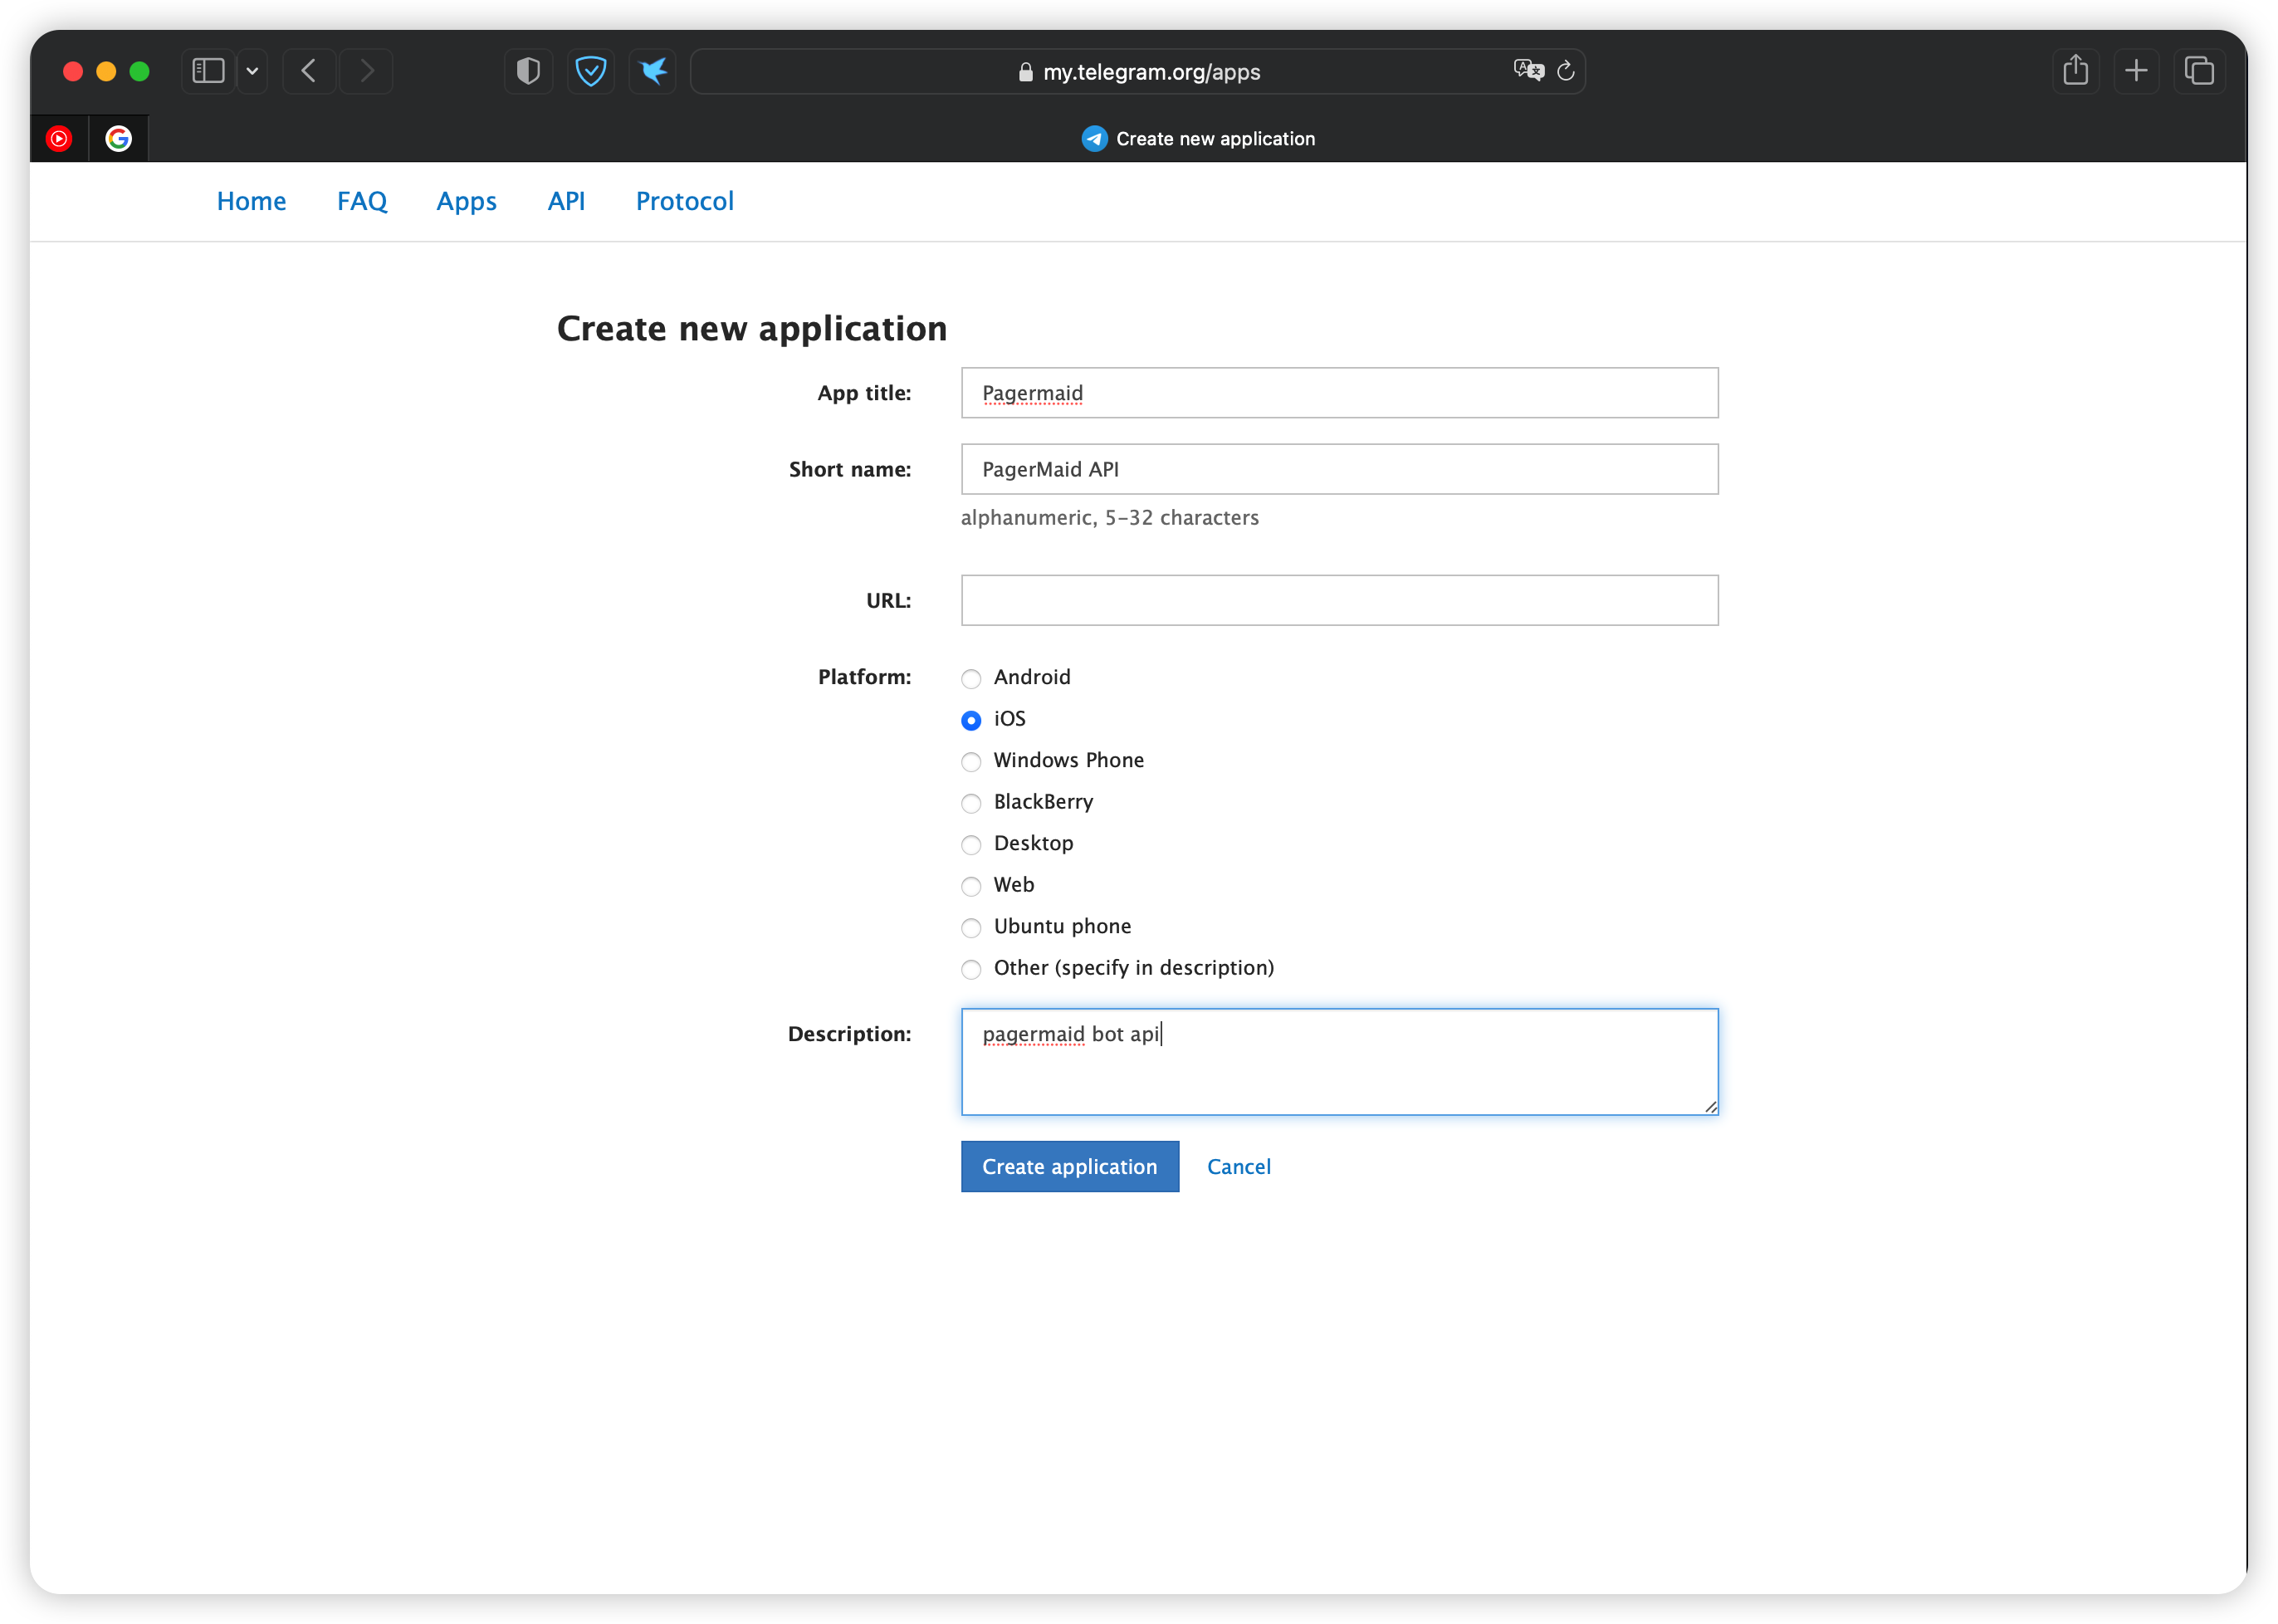 my.telegram.org/apps
Create new application
Home FAQ Apps API Protocol
Create new application
App title: Pagermaid
Short name: PagerMaid API
alphanumeric, 5–32 characters
URL:
Platform: Android
iOS
Windows Phone
BlackBerry
Desktop
Web
Ubuntu phone
Other (specify in description)
Description: pagermaid bot api
Create application Cancel